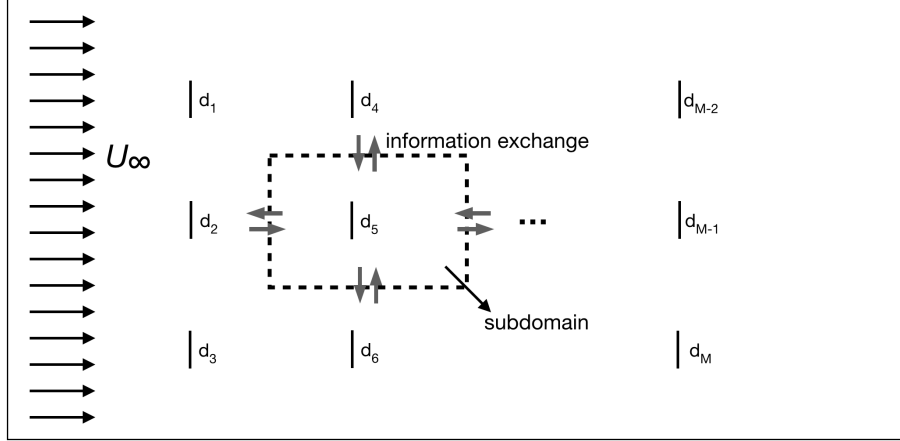 d1
d4
dM-2
information exchange
U∞
d2
d5
...
dM-1
subdomain
d3
d6
dM